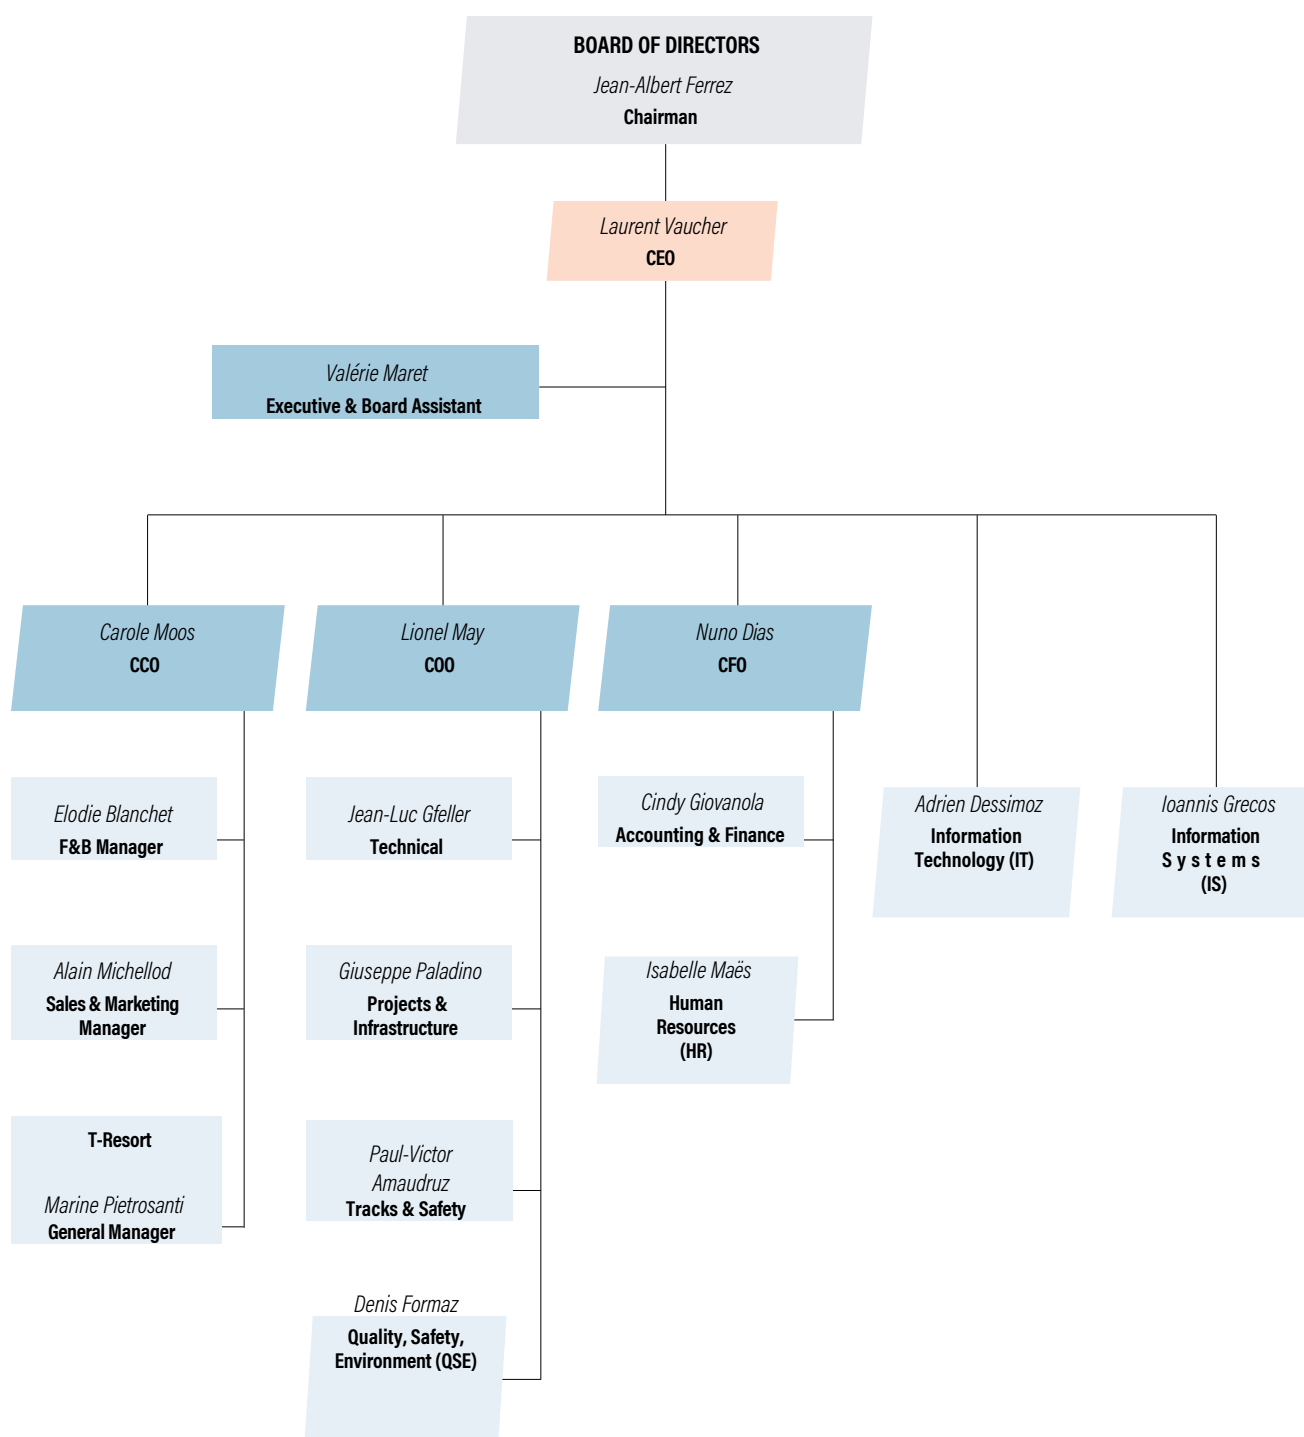 BOARD OF DIRECTORS
Jean-Albert Ferrez
Chairman
Laurent Vaucher
CEO
Valérie Maret
Executive & Board Assistant
Carole Moos
CCO
Lionel May
COO
Nuno Dias
CFO
Elodie Blanchet
F&B Manager
Alain Michellod
Sales & Marketing
Manager
T-Resort
Marine Pietrosanti
General Manager
Jean-Luc Gfeller
Technical
Giuseppe Paladino
Projects &
Infrastructure
Paul-Victor
Amaudruz
Tracks & Safety
Denis Formaz
Quality, Safety,
Environment (QSE)
Cindy Giovanola
Accounting & Finance
Isabelle Maës
Human
Resources
(HR)
Adrien Dessimoz
Information
Technology (IT)
Ioannis Grecos
Information
Systems
(IS)